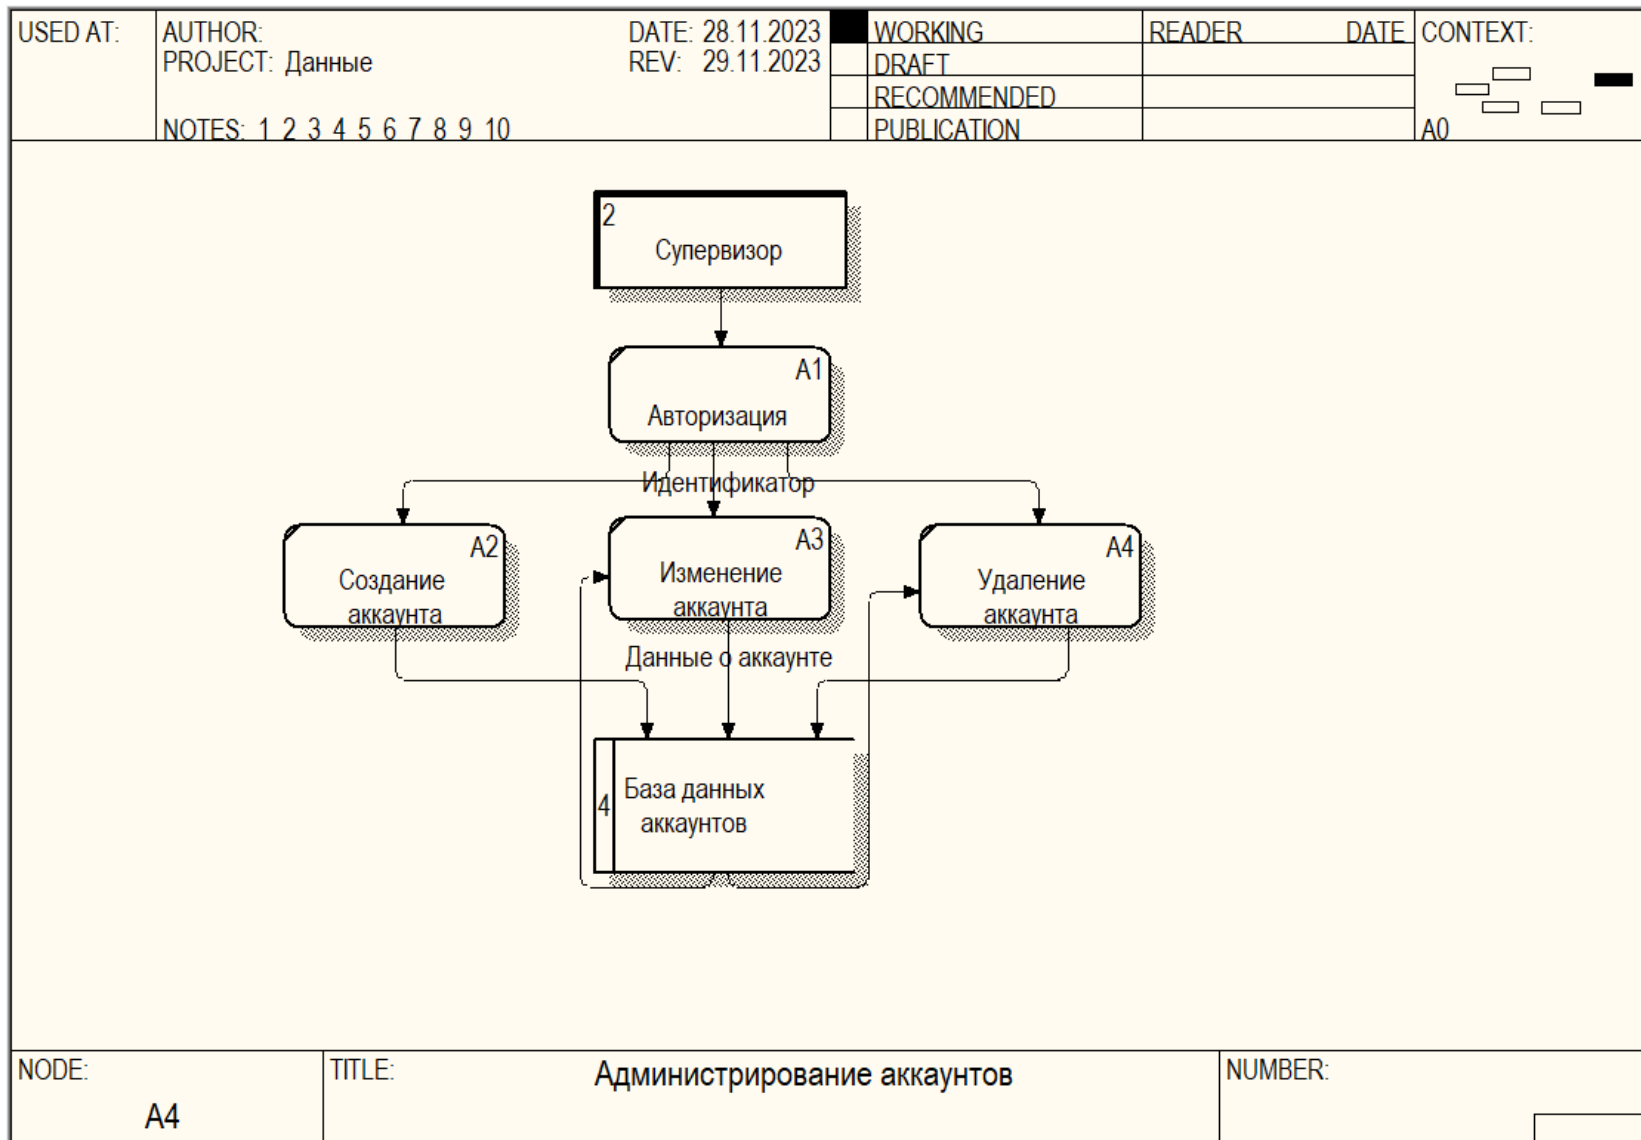 USED AT:
AUTHOR:
DATE: 28.11.2023
PROJECT: Данные
REV: 29.11.2023
NOTES: 1 2 3 4 5 6 7 8 9 10
WORKING
DRAFT
RECOMMENDED
PUBLICATION
READER
DATE
CONTEXT:
A0
2
Супервизор
A1
Авторизация
Идентификатор
A2
Создание
аккаунта
A3
Изменение
аккаунта
A4
Удаление
аккаунта
Данные о аккаунте
4
База данных
аккаунтов
NODE:
A4
TITLE:
Администрирование аккаунтов
NUMBER: